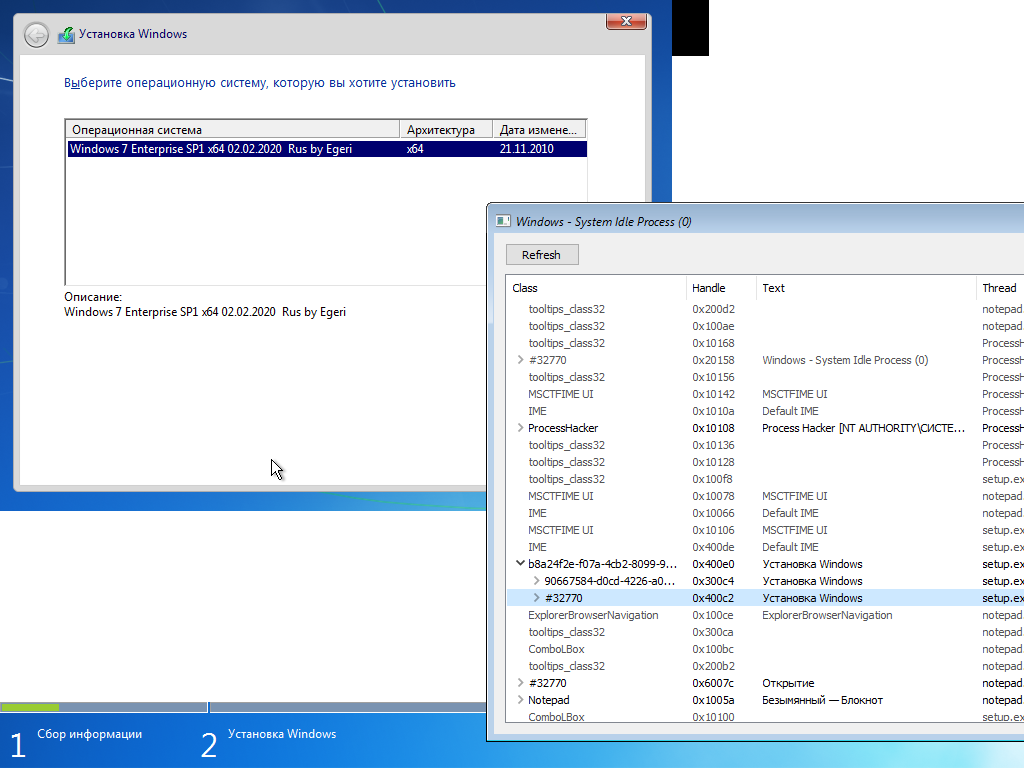 Установка Windows
Выберите операционную систему, которую вы хотите установить
Операционная система Архитектура Дата измене...
Windows 7 Enterprise SP1 x64 02.02.2020 Rus by Egeri x64 21.11.2010
Описание:
Windows 7 Enterprise SP1 x64 02.02.2020 Rus by Egeri
Windows - System Idle Process (0)
Refresh
Class Handle Text Thread
tooltips_class32 0x200d2 notepad.
tooltips_class32 0x100ae notepad.
tooltips_class32 0x10168 ProcessH
#32770 0x20158 Windows - System Idle Process (0) ProcessH
tooltips_class32 0x10156 ProcessH
MSCTFIME UI 0x10142 MSCTFIME UI ProcessH
IME 0x1010a Default IME ProcessH
ProcessHacker 0x10108 Process Hacker [NT AUTHORITY\СИСТЕ... ProcessH
tooltips_class32 0x10136 ProcessH
tooltips_class32 0x10128 ProcessH
tooltips_class32 0x100f8 setup.ex
MSCTFIME UI 0x10078 MSCTFIME UI notepad.
IME 0x10066 Default IME notepad.
MSCTFIME UI 0x10106 MSCTFIME UI setup.ex
IME 0x400de Default IME setup.ex
b8a24f2e-f07a-4cb2-8099-9... 0x400e0 Установка Windows setup.ex
90667584-d0cd-4226-a0... 0x300c4 Установка Windows setup.ex
#32770 0x400c2 Установка Windows setup.ex
ExplorerBrowserNavigation 0x100ce ExplorerBrowserNavigation notepad.
tooltips_class32 0x300ca notepad.
ComboLBox 0x100bc notepad.
tooltips_class32 0x200b2 notepad.
#32770 0x6007c Открытие notepad.
Notepad 0x1005a Безымянный — Блокнот notepad.
ComboLBox 0x10100 setup.ex
1 Сбор информации
2 Установка Windows